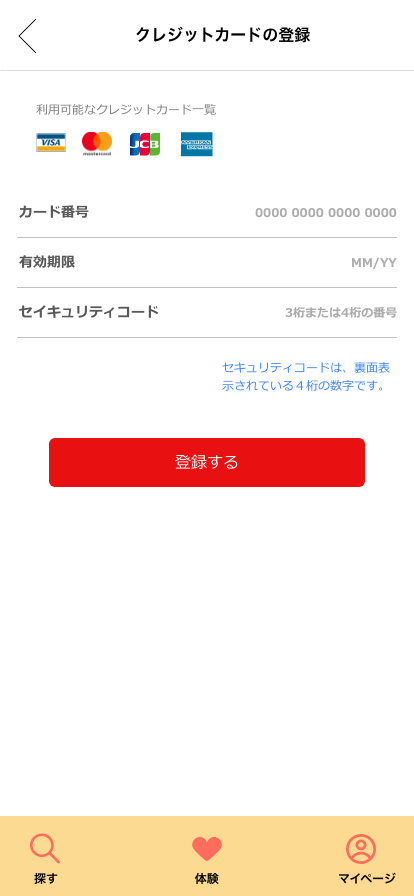 クレジットカードの登録
利用可能なクレジットカード一覧
VISA
mastercard
JCB
AMERICAN
EXPRESS
カード番号 0000 0000 0000 0000
有効期限 MM/YY
セイキュリティコード 3桁または4桁の番号
セキュリティコードは、裏面表
示されている４桁の数字です。
登録する
探す 体験 マイページ